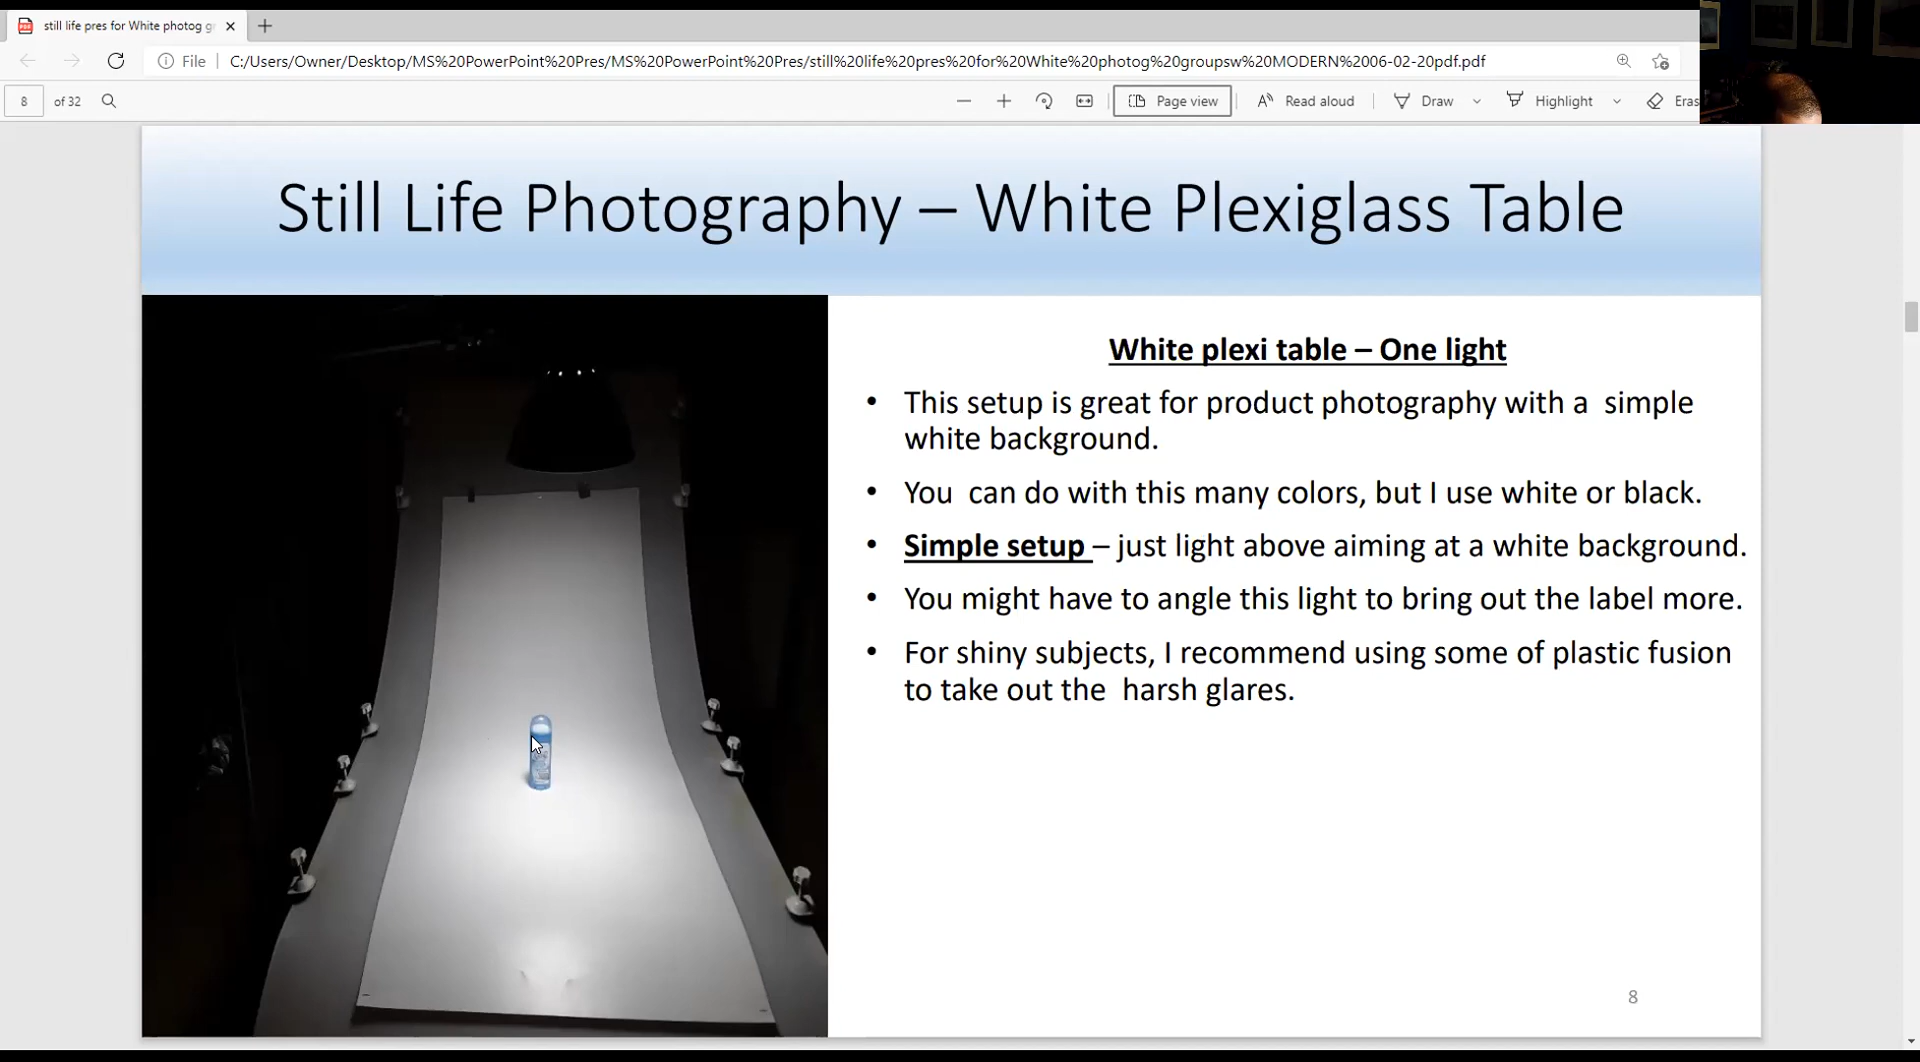 still life pres for White photog g
File
C:/Users/Owner/Desktop/MS%20PowerPoint%20Pres/MS%20PowerPoint%20Pres/still%20life%20pres%20for%20White%20photog%20groupsw%20MODERN%2006-02-20pdf.pdf
8 of 32 Page view Read aloud Draw Highlight Eras
Still Life Photography – White Plexiglass Table
White plexi table – One light
• This setup is great for product photography with a simple
white background.
• You can do with this many colors, but I use white or black.
• Simple setup – just light above aiming at a white background.
• You might have to angle this light to bring out the label more.
• For shiny subjects, I recommend using some of plastic fusion
to take out the harsh glares.
8